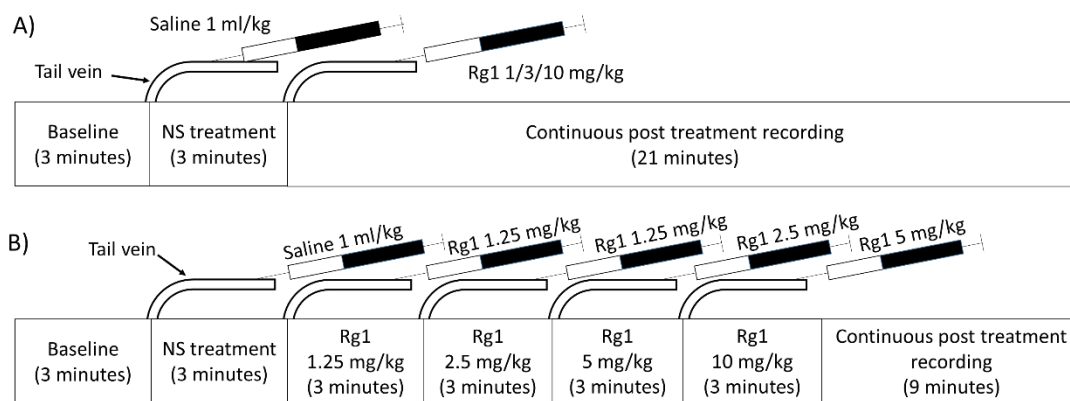 A)
Saline 1 ml/kg
Tail vein
Rg1 1/3/10 mg/kg
Baseline
(3 minutes)
NS treatment
(3 minutes)
Continuous post treatment recording
(21 minutes)
B)
Tail vein
Saline 1 ml/kg
Rg1 1.25 mg/kg
Rg1 1.25 mg/kg
Rg1 2.5 mg/kg
Rg1 5 mg/kg
Baseline
(3 minutes)
NS treatment
(3 minutes)
Rg1
1.25 mg/kg
(3 minutes)
Rg1
2.5 mg/kg
(3 minutes)
Rg1
5 mg/kg
(3 minutes)
Rg1
10 mg/kg
(3 minutes)
Continuous post treatment
recording
(9 minutes)